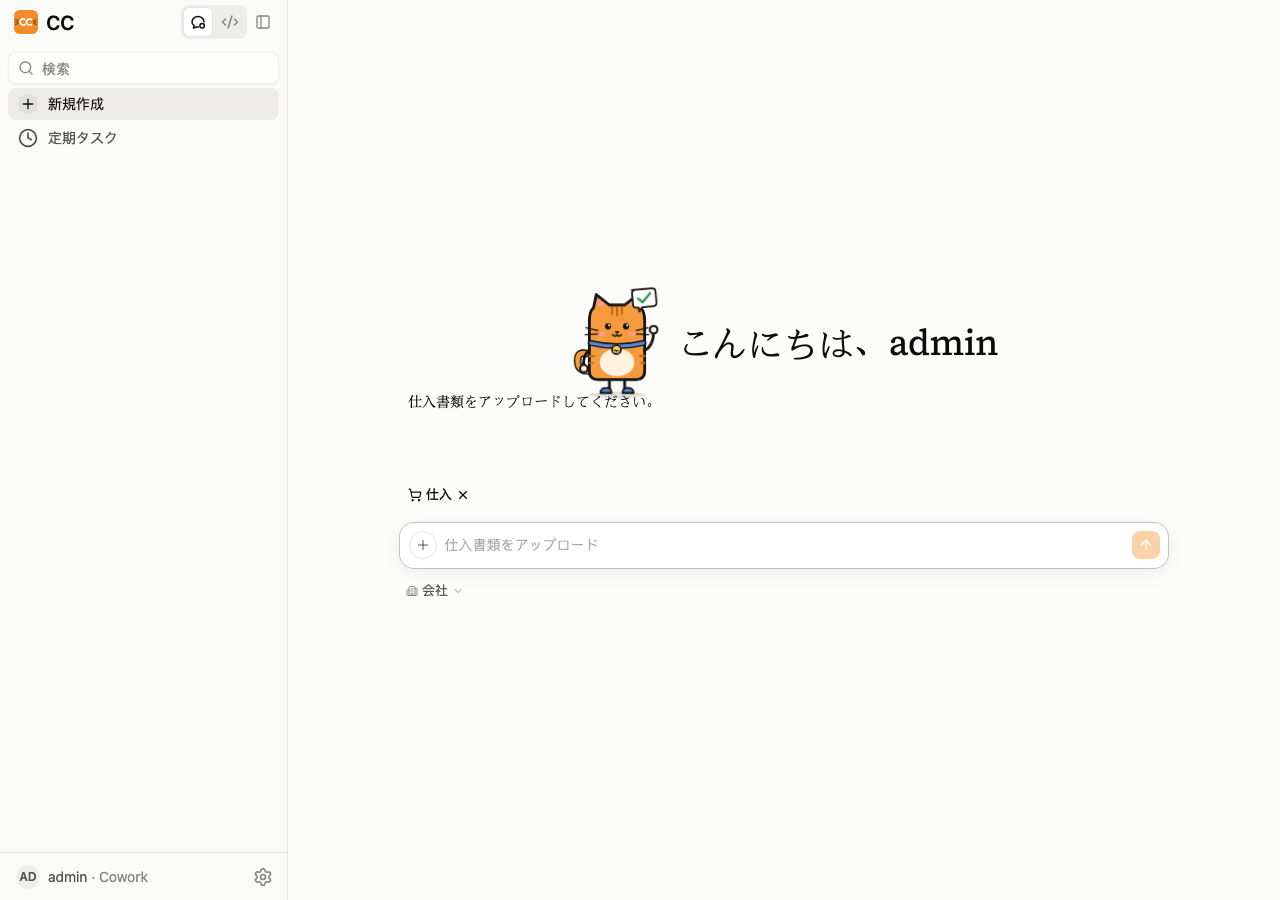 CC
検索
新規作成
定期タスク
こんにちは、admin
仕入書類をアップロードしてください。
仕入
仕入書類をアップロード
会社
AD admin · Cowork